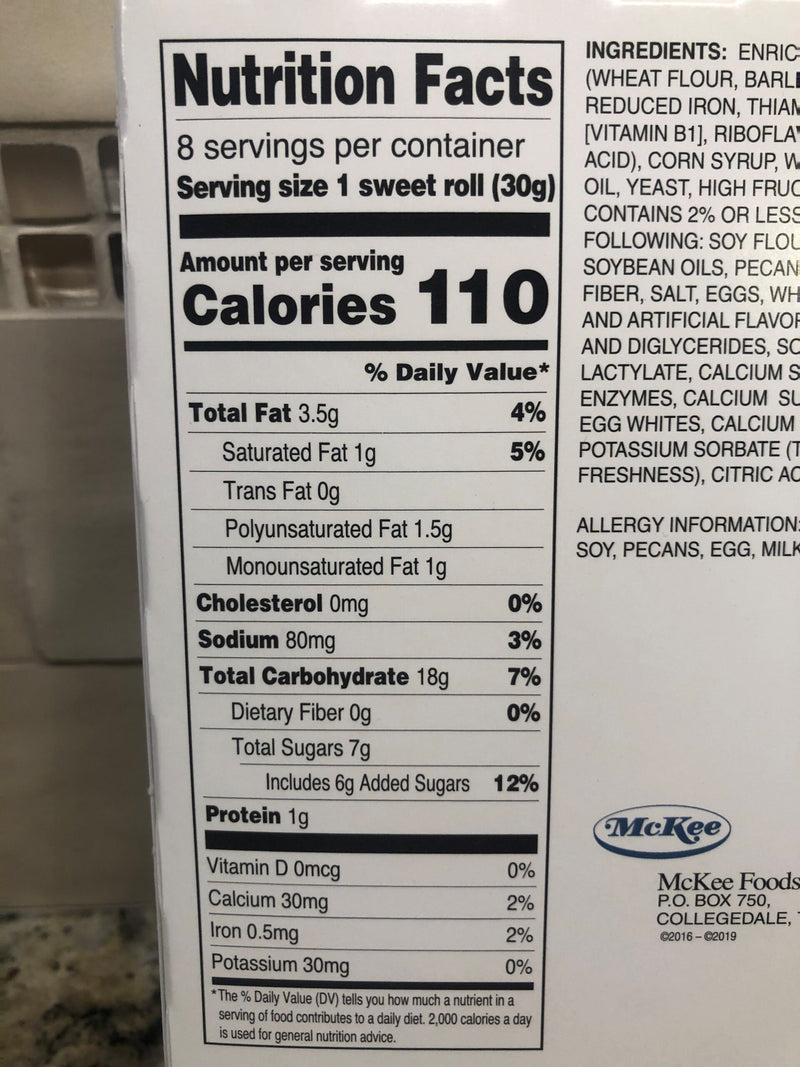 Nutrition Facts
8 servings per container
Serving size 1 sweet roll (30g)
Amount per serving
Calories 110
% Daily Value*
Total Fat 3.5g 4%
Saturated Fat 1g 5%
Trans Fat 0g
Polyunsaturated Fat 1.5g
Monounsaturated Fat 1g
Cholesterol 0mg 0%
Sodium 80mg 3%
Total Carbohydrate 18g 7%
Dietary Fiber 0g 0%
Total Sugars 7g
Includes 6g Added Sugars 12%
Protein 1g
Vitamin D 0mcg 0%
Calcium 30mg 2%
Iron 0.5mg 2%
Potassium 30mg 0%
*The % Daily Value (DV) tells you how much a nutrient in a
serving of food contributes to a daily diet. 2,000 calories a day
is used for general nutrition advice.
INGREDIENTS:
(WHEAT FLOUR,
REDUCED IRON,
[VITAMIN B1],
ACID), CORN SYRUP,
OIL, YEAST, HIGH
CONTAINS 2% OR LESS
FOLLOWING: SOY
SOYBEAN OILS,
FIBER, SALT, EGGS,
AND ARTIFICIAL
AND DIGLYCERIDES,
LACTYLATE, CALCIUM
ENZYMES, CALCIUM
EGG WHITES, CALCIUM
POTASSIUM SORBATE
FRESHNESS), CITRIC
ALLERGY INFORMATION:
SOY, PECANS, EGG, MILK
McKee
McKee Foods
P.O. BOX 750,
COLLEGEDALE,
©2016 – ©2019